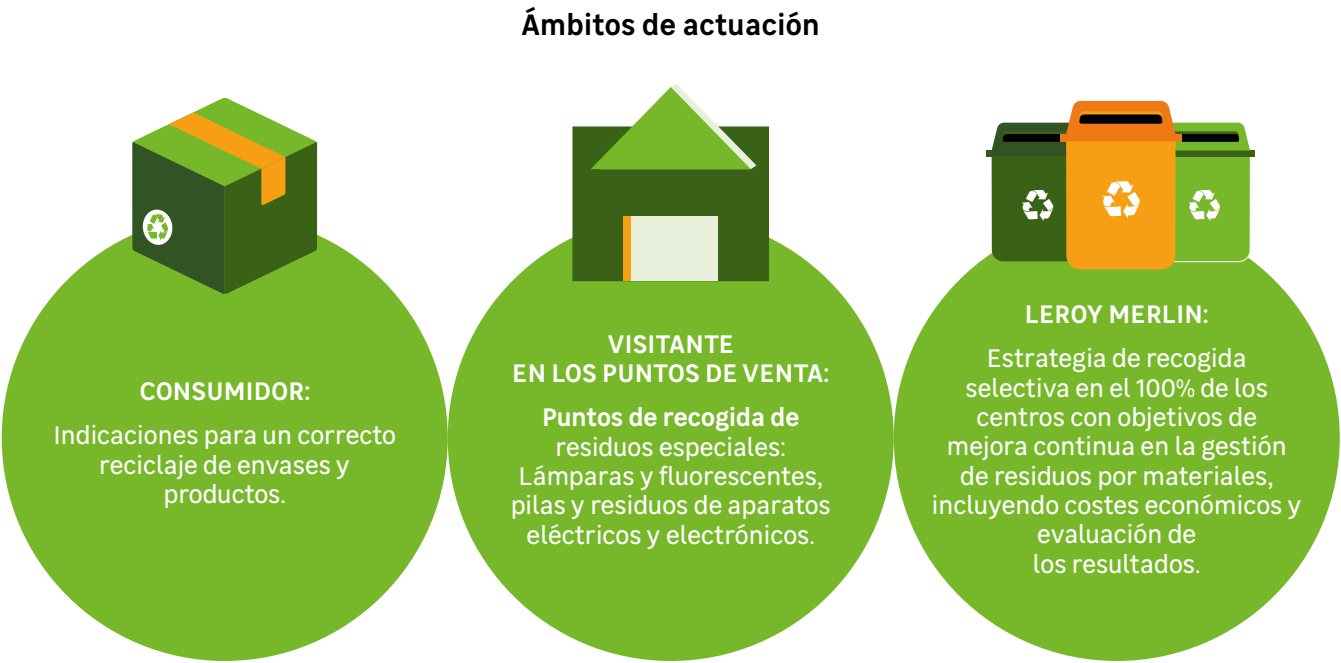 Ámbitos de actuación
CONSUMIDOR:
Indicaciones para un correcto
reciclaje de envases y
productos.
VISITANTE
EN LOS PUNTOS DE VENTA:
Puntos de recogida de
residuos especiales:
Lámparas y fluorescentes,
pilas y residuos de aparatos
eléctricos y electrónicos.
LEROY MERLIN:
Estrategia de recogida
selectiva en el 100% de los
centros con objetivos de
mejora continua en la gestión
de residuos por materiales,
incluyendo costes económicos y
evaluación de
los resultados.